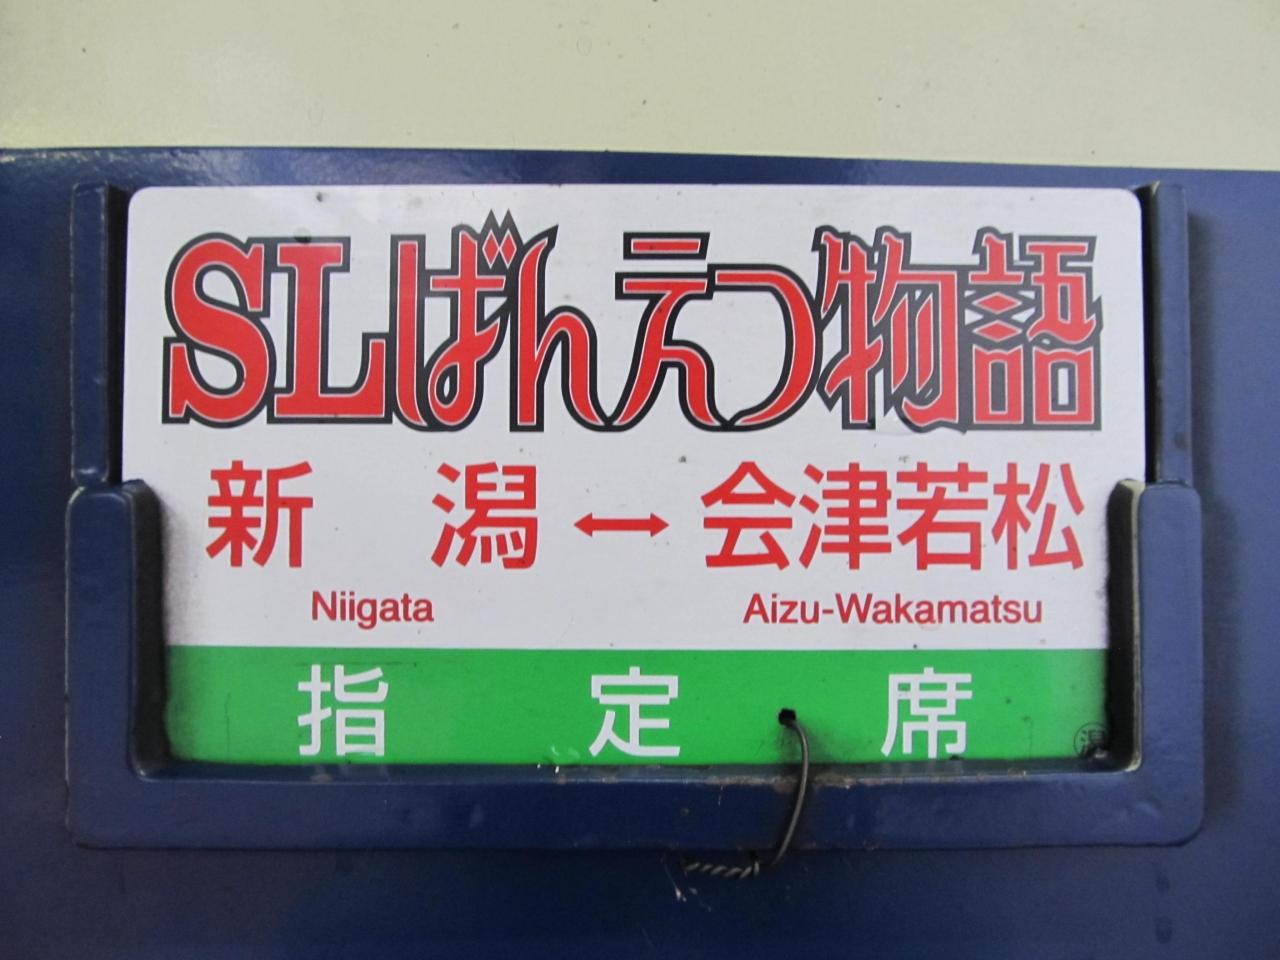 SLばんえつ物語
新潟↔会津若松
Niigata Aizu-Wakamatsu
指定席
潟